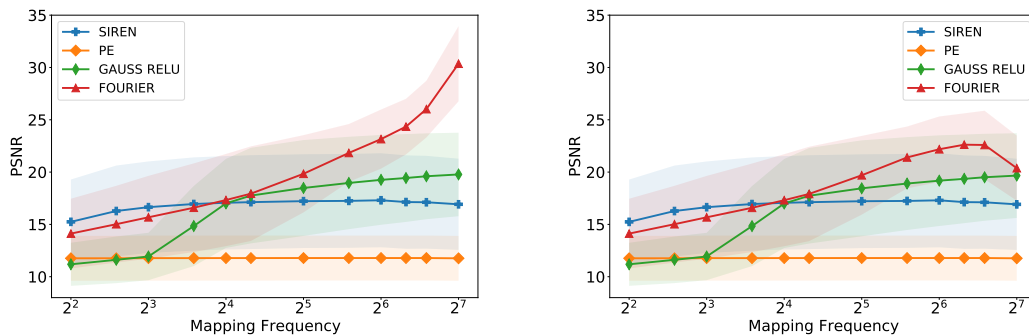 35
30
25
20
15
10
PSNR
SIREN
PE
GAUSS RELU
FOURIER
2^2 2^3 2^4 2^5 2^6 2^7
Mapping Frequency
35
30
25
20
15
10
PSNR
SIREN
PE
GAUSS RELU
FOURIER
2^2 2^3 2^4 2^5 2^6 2^7
Mapping Frequency